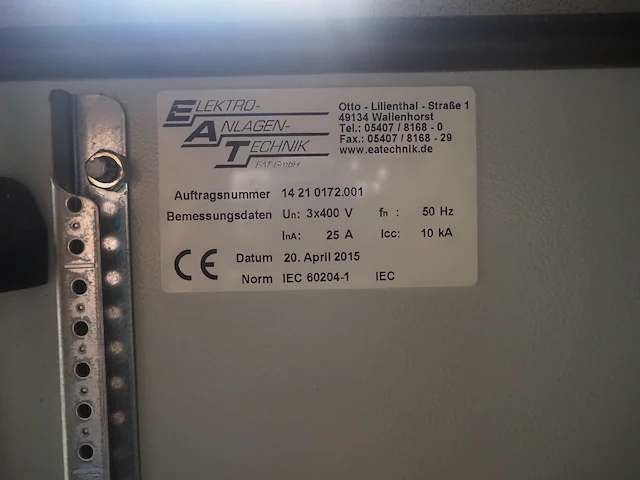 ELEKTRO-
ANLAGEN-
TECHNIK
EAT GmbH
Otto - Lilienthal - Straße 1
49134 Wallenhorst
Tel.: 05407 / 8168 - 0
Fax.: 05407 / 8168 - 29
www.eatechnik.de
Auftragsnummer 14 21 0172.001
Bemessungsdaten Un: 3x400 V fn : 50 Hz
InA: 25 A Icc: 10 kA
CE Datum 20. April 2015
Norm IEC 60204-1 IEC